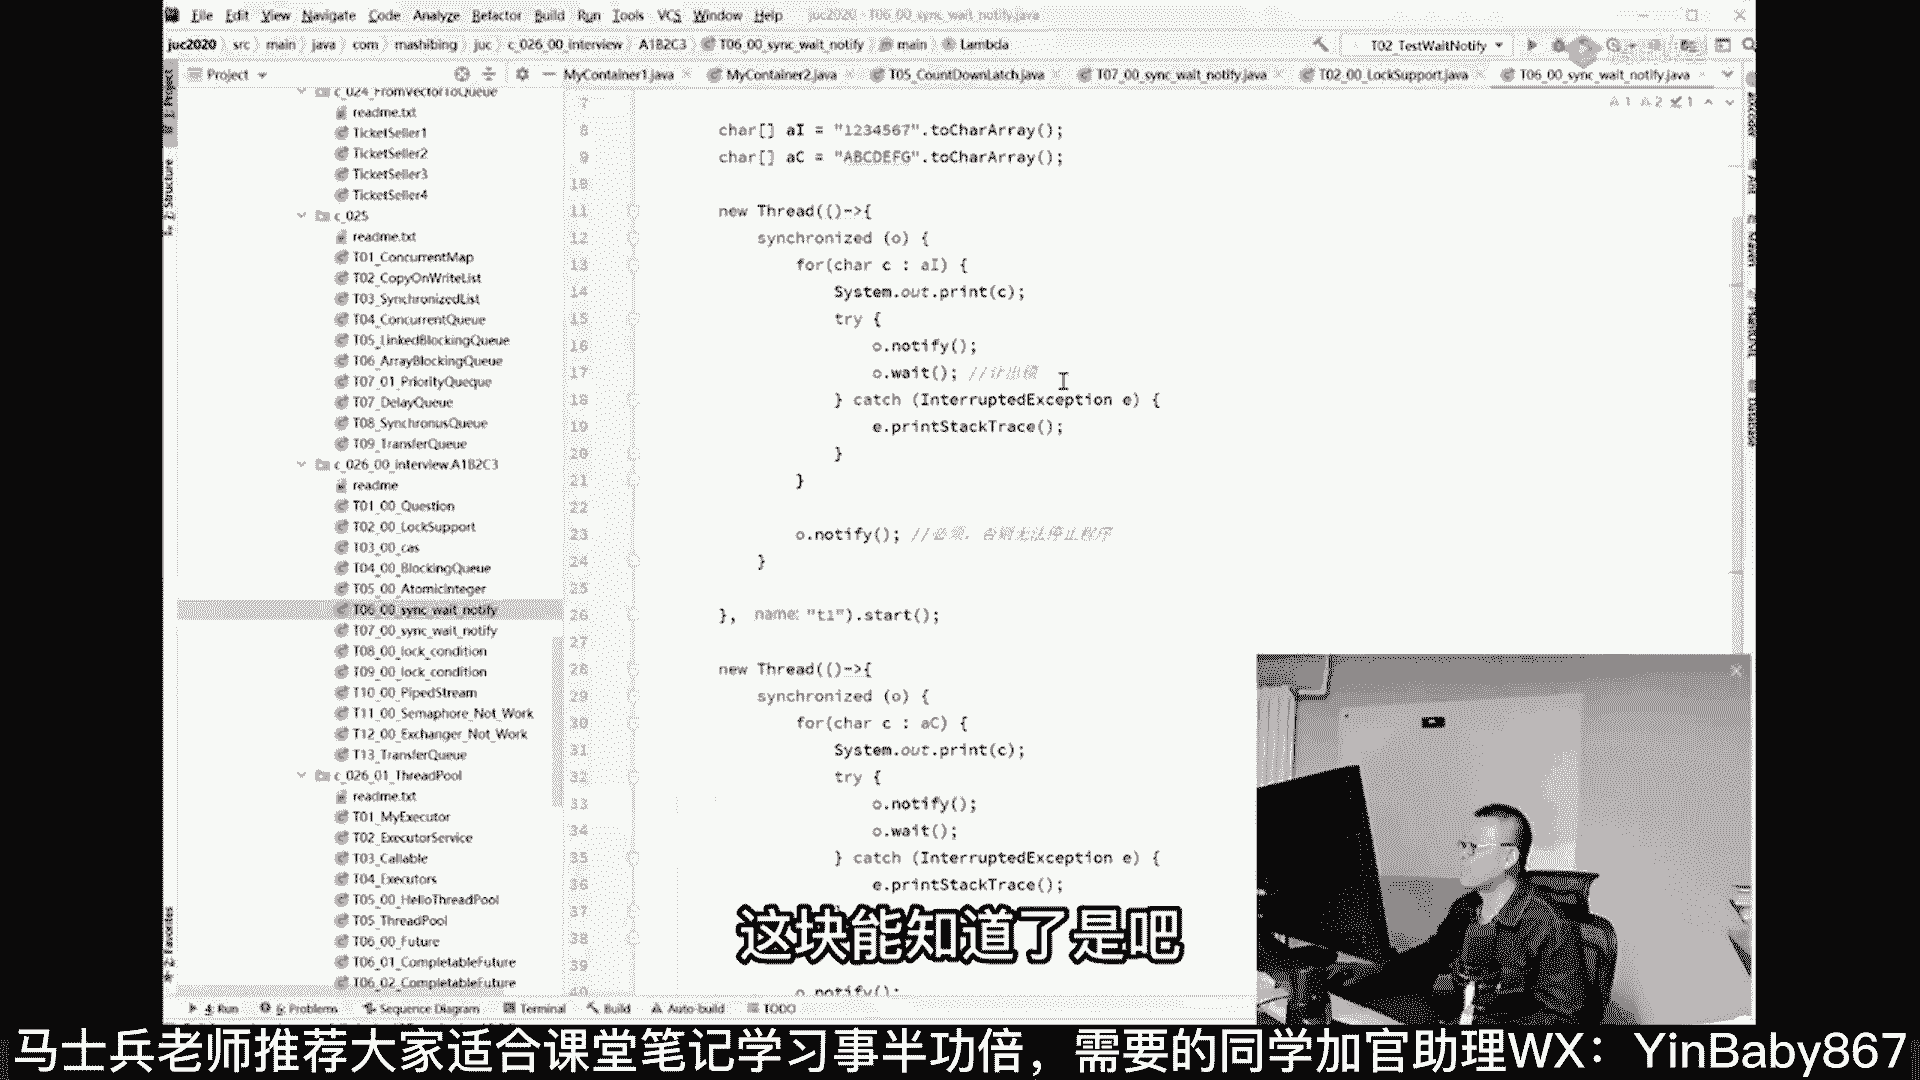 File Edit View Navigate Code Analyze Refactor Build Run Tools VCS Window Help juc2020 - T06_00_sync_wait_notify.java
juc2020 src main java com mashibing juc c_026_00_interview A1B2C3 T06_00_sync_wait_notify main Lambda T02_TestWaitNotify
Project MyContainer1.java MyContainer2.java T05_CountDownLatch.java T07_00_sync_wait_notify.java T02_00_LockSupport.java T06_00_sync_wait_notify.java
1: Project
Z: Structure
2: Favorites
c_024_FromVectorToQueue
readme.txt
TicketSeller1
TicketSeller2
TicketSeller3
TicketSeller4
c_025
readme.txt
T01_ConcurrentMap
T02_CopyOnWriteList
T03_SynchronizedList
T04_ConcurrentQueue
T05_LinkedBlockingQueue
T06_ArrayBlockingQueue
T07_01_PriorityQueque
T07_DelayQueue
T08_SynchronusQueue
T09_TransferQueue
c_026_00_interview.A1B2C3
readme
T01_00_Question
T02_00_LockSupport
T03_00_cas
T04_00_BlockingQueue
T05_00_AtomicInteger
T06_00_sync_wait_notify
T07_00_sync_wait_notify
T08_00_lock_condition
T09_00_lock_condition
T10_00_PipedStream
T11_00_Semaphore_Not_Work
T12_00_Exchanger_Not_Work
T13_TransferQueue
c_026_01_ThreadPool
readme.txt
T01_MyExecutor
T02_ExecutorService
T03_Callable
T04_Executors
T05_00_HelloThreadPool
T05_ThreadPool
T06_00_Future
T06_01_CompletableFuture
T06_02_CompletableFuture
1 2 1
7
8 char[] aI = "1234567".toCharArray();
9 char[] aC = "ABCDEFG".toCharArray();
10
11 new Thread(()->{
12 synchronized (o) {
13 for(char c : aI) {
14 System.out.print(c);
15 try {
16 o.notify();
17 o.wait(); //让出锁
18 } catch (InterruptedException e) {
19 e.printStackTrace();
20 }
21 }
22
23 o.notify(); //必须，否则无法停止程序
24 }
25
26 }, name: "t1").start();
27
28 new Thread(()->{
29 synchronized (o) {
30 for(char c : aC) {
31 System.out.print(c);
32 try {
33 o.notify();
34 o.wait();
35 } catch (InterruptedException e) {
36 e.printStackTrace();
37
38
39
40 o.notify();
这块能知道了是吧
4: Run 6: Problems Sequence Diagram Terminal Build Auto-build TODO
马士兵老师推荐大家适合课堂笔记学习事半功倍，需要的同学加官助理WX：YinBaby867